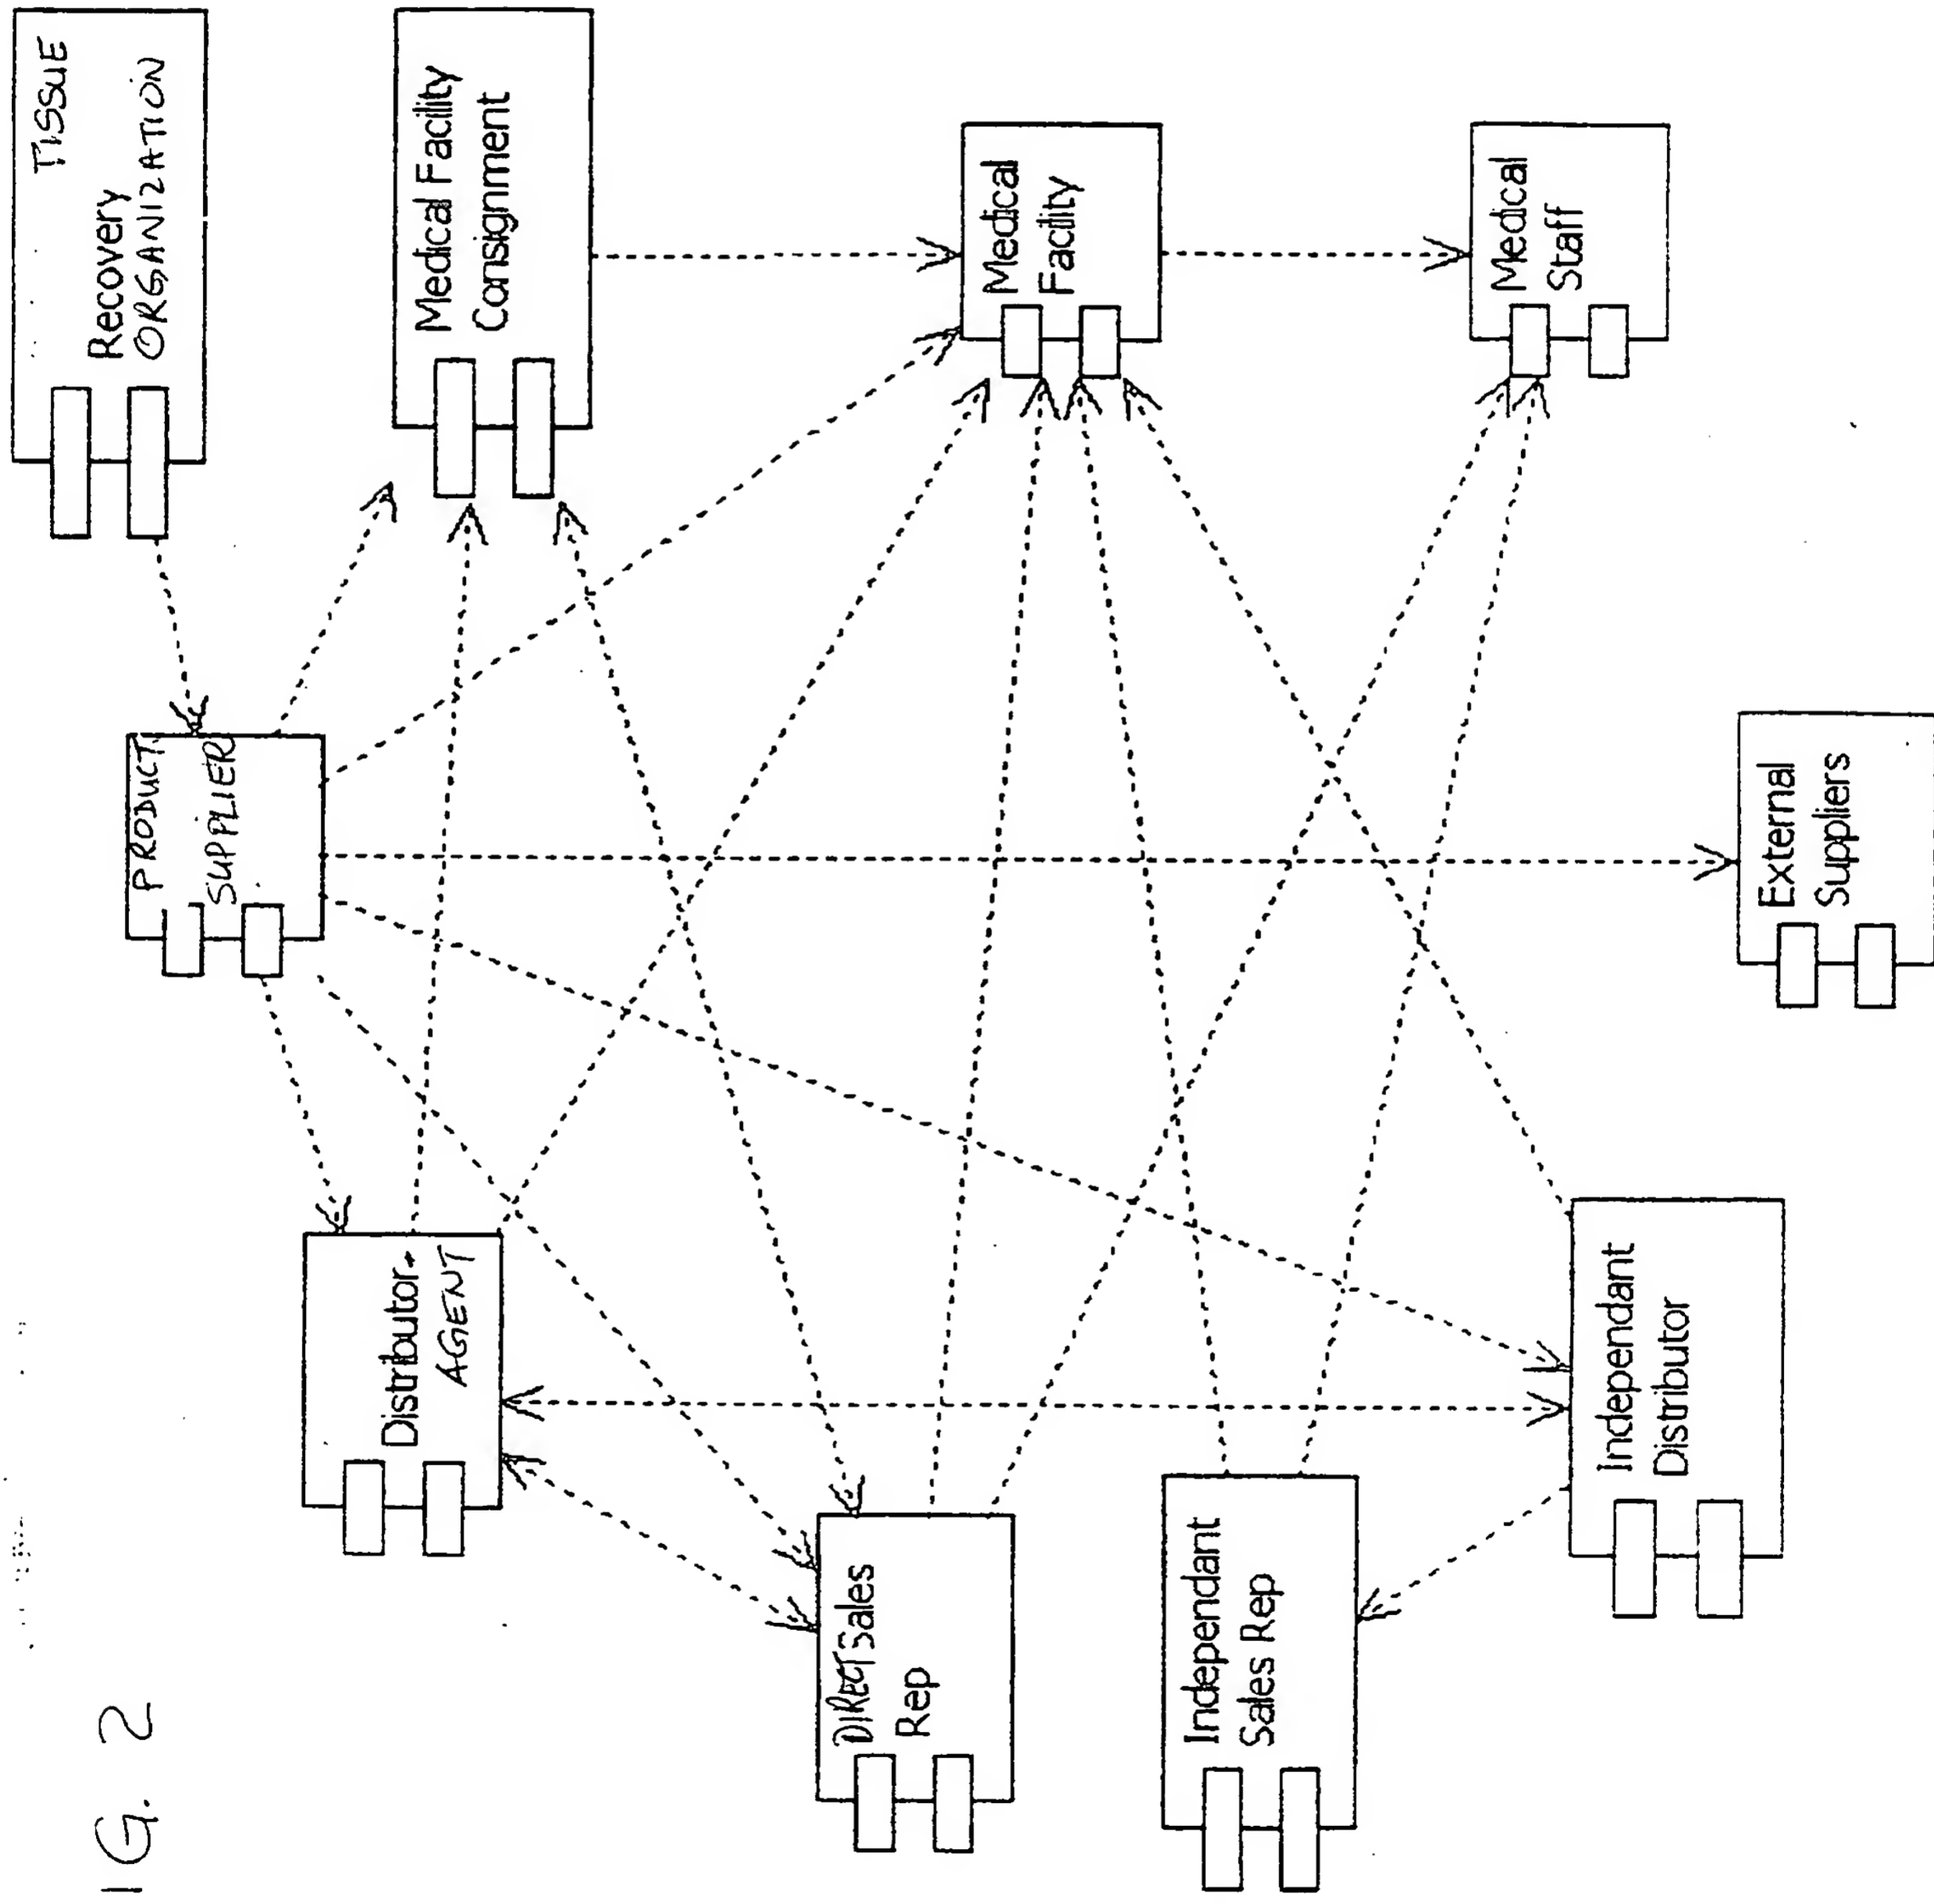 IG. 2
TISSUE
Recovery
ORGANIZATION
PRODUCT
SUPPLIER
Medical Facility
Consignment
Distributor
AGENT
DIRECT Sales
Rep
Medical
Facility
Independant
Sales Rep
Medical
Staff
Independant
Distributor
External
Suppliers